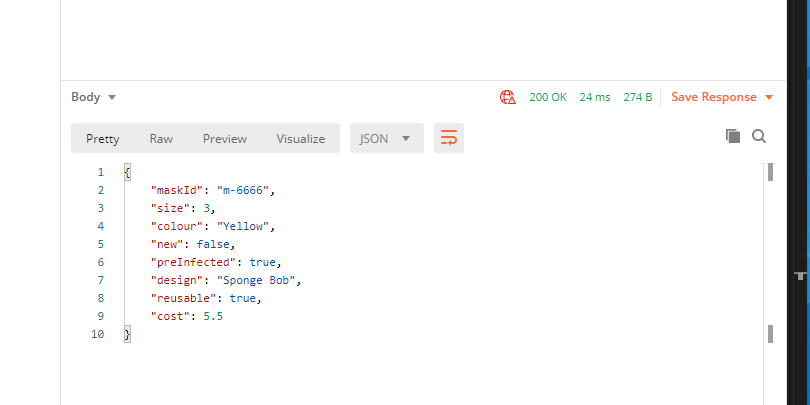 Body 200 OK 24 ms 274 B Save Response
Pretty Raw Preview Visualize JSON
1 {
2 "maskId": "m-6666",
3 "size": 3,
4 "colour": "Yellow",
5 "new": false,
6 "preInfected": true,
7 "design": "Sponge Bob",
8 "reusable": true,
9 "cost": 5.5
10 }